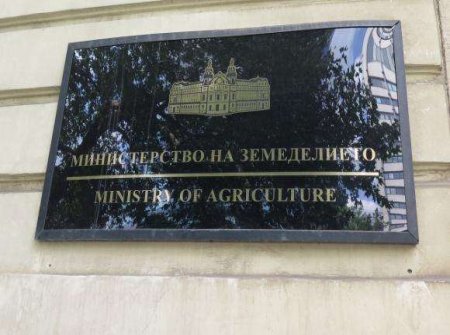 МИНИСТЕРСТВО НА ЗЕМЕДЕЛИЕТО
MINISTRY OF AGRICULTURE